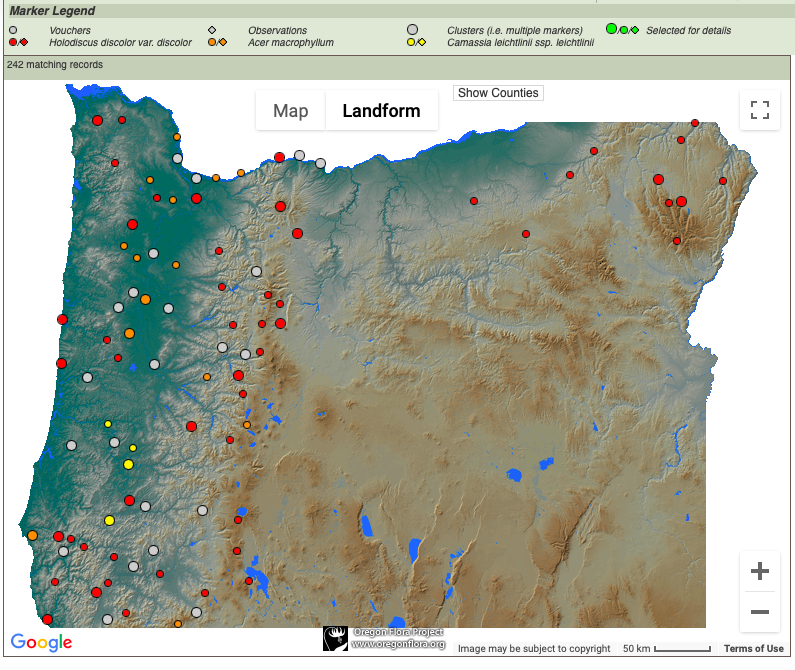 Marker Legend
Vouchers
Observations
Clusters (i.e. multiple markers)
Selected for details
Holodiscus discolor var. discolor
Acer macrophyllum
Camassia leichtlinii ssp. leichtlinii
242 matching records
Show Counties
Map
Landform
+
−
Google
Oregon Flora Project
www.oregonflora.org
Image may be subject to copyright
50 km
Terms of Use